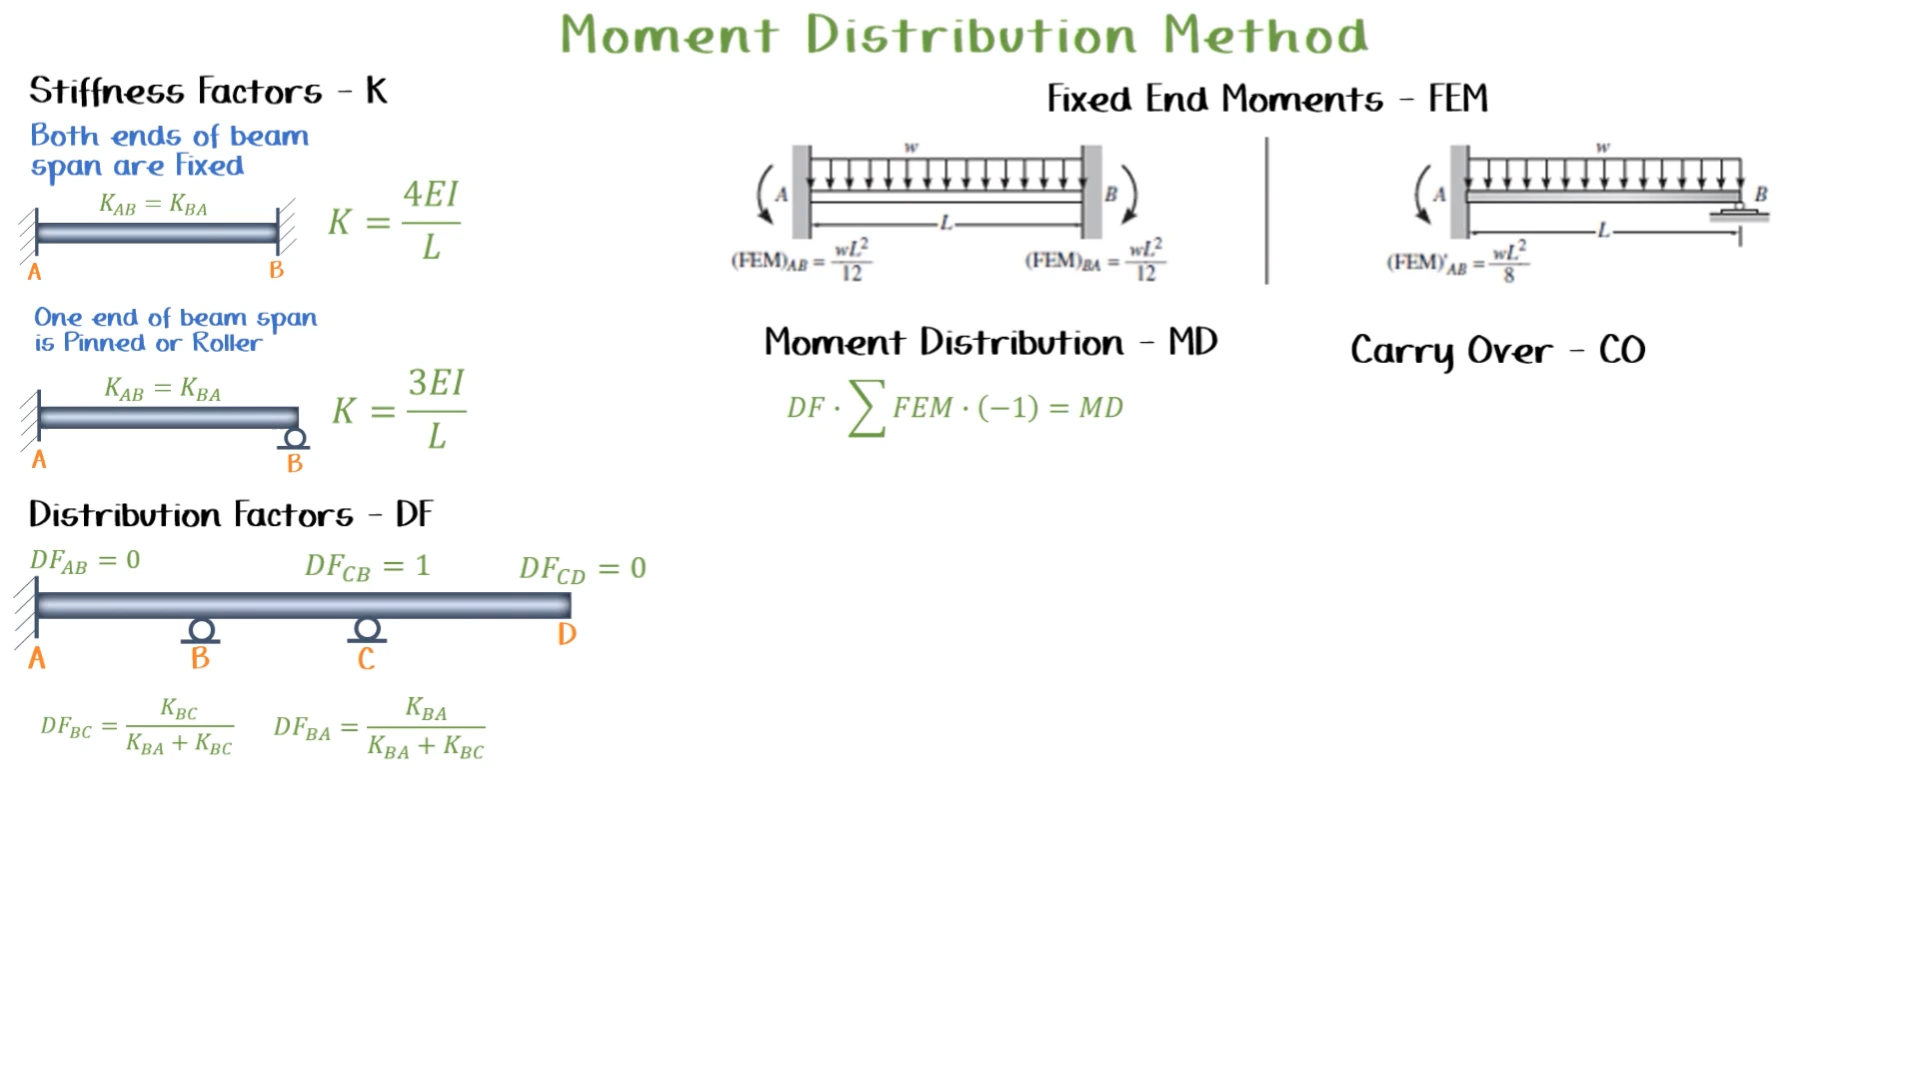 Moment Distribution Method
Stiffness Factors - K
Both ends of beam
span are Fixed
K_AB = K_BA
K = 4EI/L
A
B
One end of beam span
is Pinned or Roller
K_AB = K_BA
K = 3EI/L
A
B
Distribution Factors - DF
DF_AB = 0
DF_CB = 1
DF_CD = 0
A
B
C
D
DF_BC = K_BC/(K_BA + K_BC)
DF_BA = K_BA/(K_BA + K_BC)
Fixed End Moments - FEM
w
A
B
L
(FEM)_AB = wL²/12
(FEM)_BA = wL²/12
w
A
B
L
(FEM)'_AB = wL²/8
Moment Distribution - MD
DF · ∑ FEM · (−1) = MD
Carry Over - CO